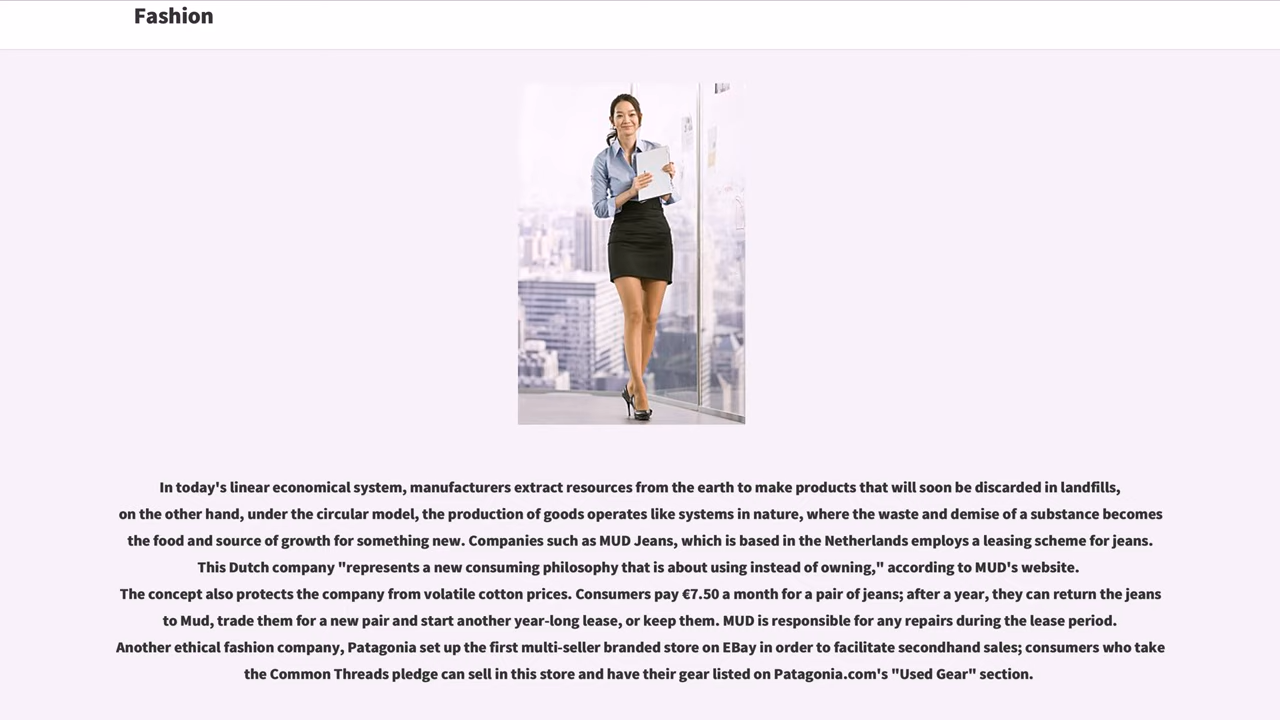 Fashion
In today's linear economical system, manufacturers extract resources from the earth to make products that will soon be discarded in landfills,
on the other hand, under the circular model, the production of goods operates like systems in nature, where the waste and demise of a substance becomes
the food and source of growth for something new. Companies such as MUD Jeans, which is based in the Netherlands employs a leasing scheme for jeans.
This Dutch company "represents a new consuming philosophy that is about using instead of owning," according to MUD's website.
The concept also protects the company from volatile cotton prices. Consumers pay €7.50 a month for a pair of jeans; after a year, they can return the jeans
to Mud, trade them for a new pair and start another year-long lease, or keep them. MUD is responsible for any repairs during the lease period.
Another ethical fashion company, Patagonia set up the first multi-seller branded store on EBay in order to facilitate secondhand sales; consumers who take
the Common Threads pledge can sell in this store and have their gear listed on Patagonia.com's "Used Gear" section.